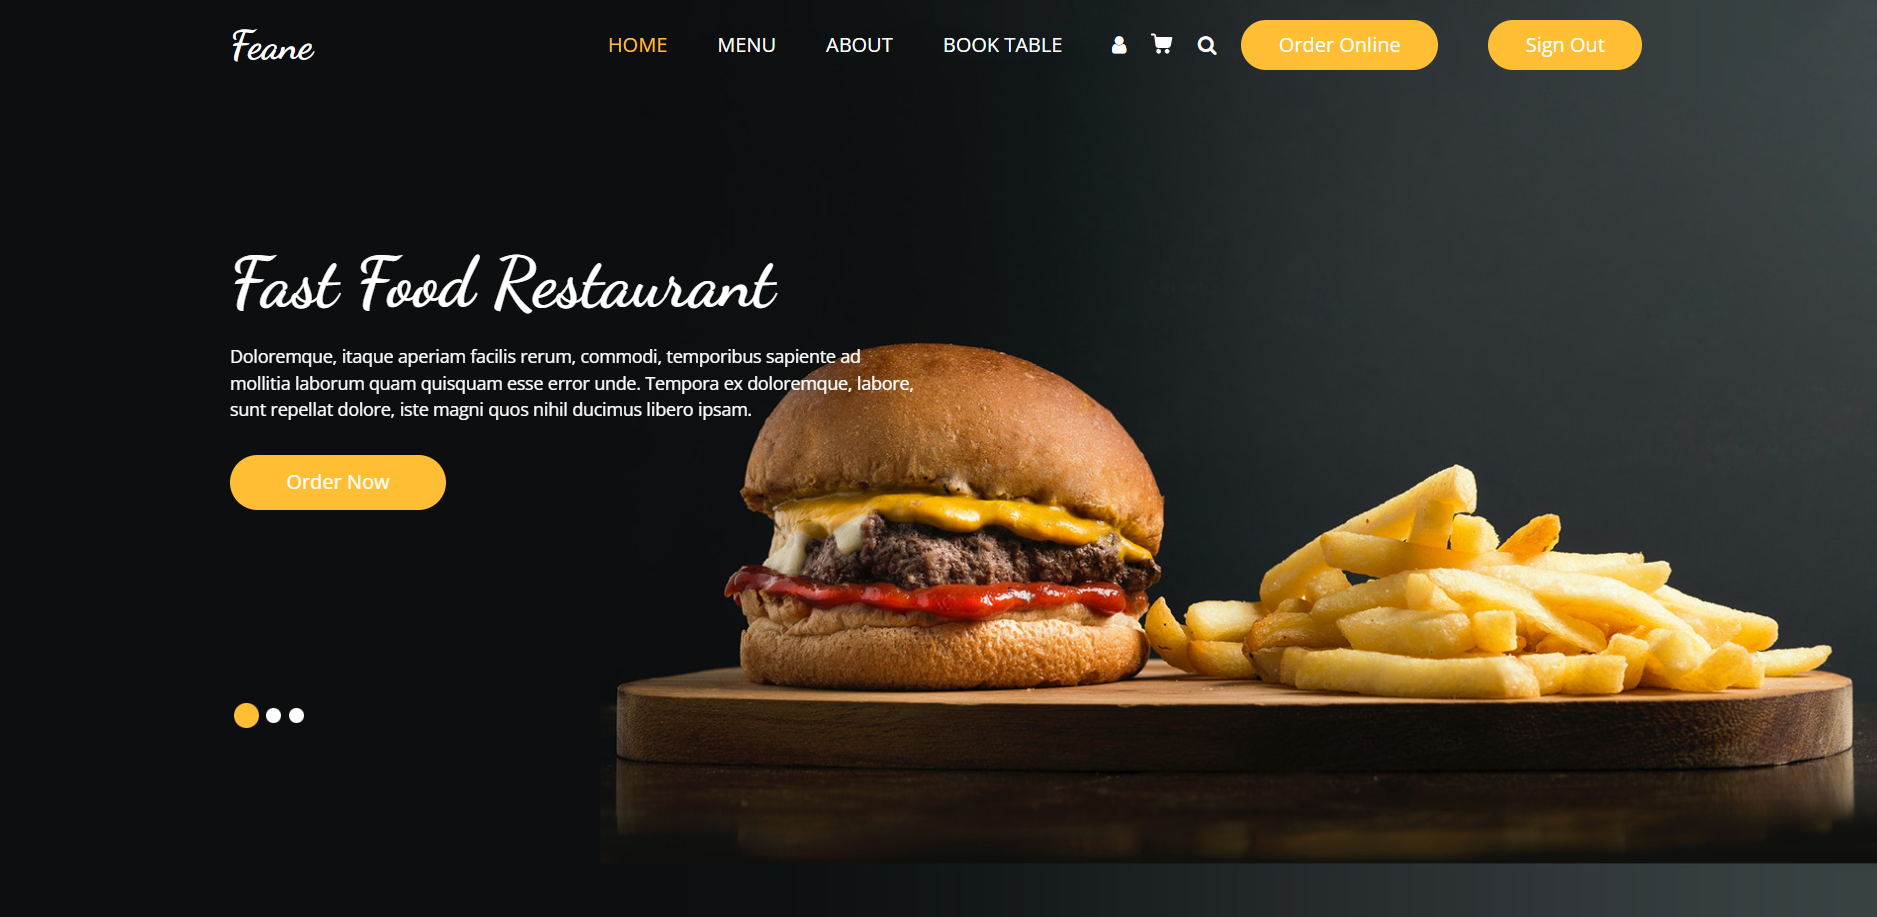 Feane
HOME MENU ABOUT BOOK TABLE Order Online Sign Out
Fast Food Restaurant
Doloremque, itaque aperiam facilis rerum, commodi, temporibus sapiente ad
mollitia laborum quam quisquam esse error unde. Tempora ex doloremque, labore,
sunt repellat dolore, iste magni quos nihil ducimus libero ipsam.
Order Now